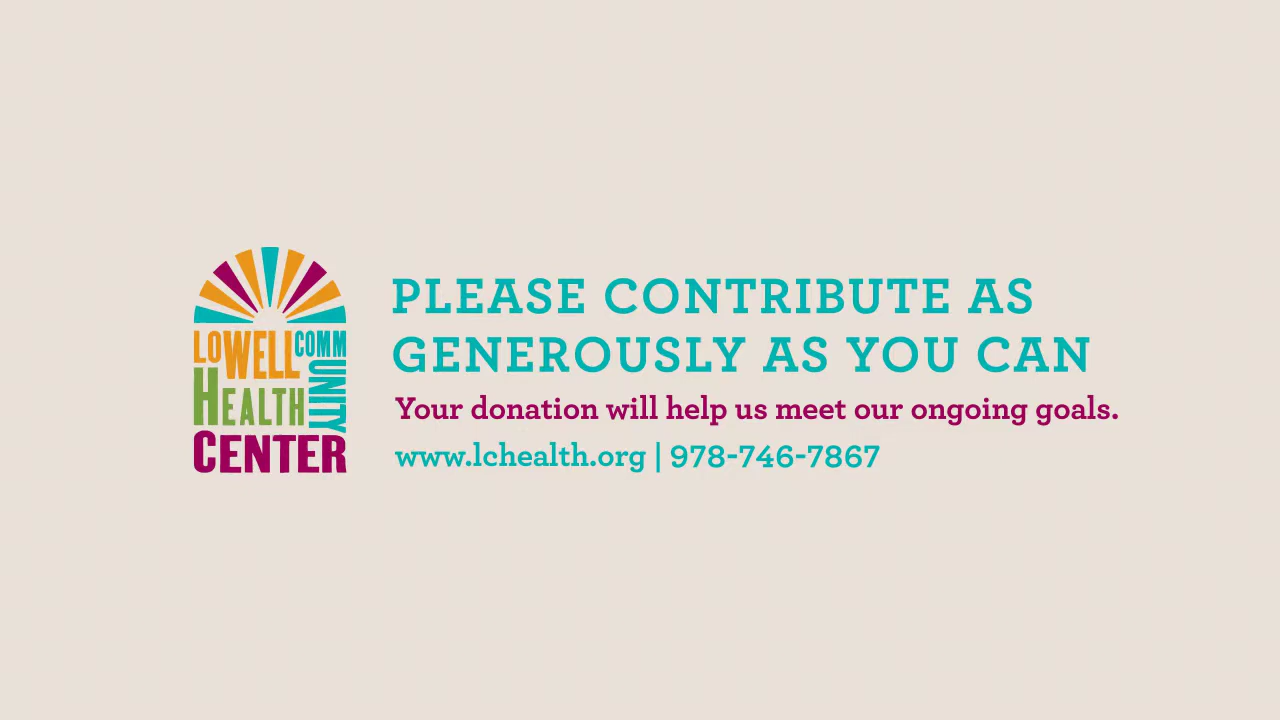 LOWELL COMMUNITY
HEALTH
CENTER
PLEASE CONTRIBUTE AS
GENEROUSLY AS YOU CAN
Your donation will help us meet our ongoing goals.
www.lchealth.org | 978-746-7867